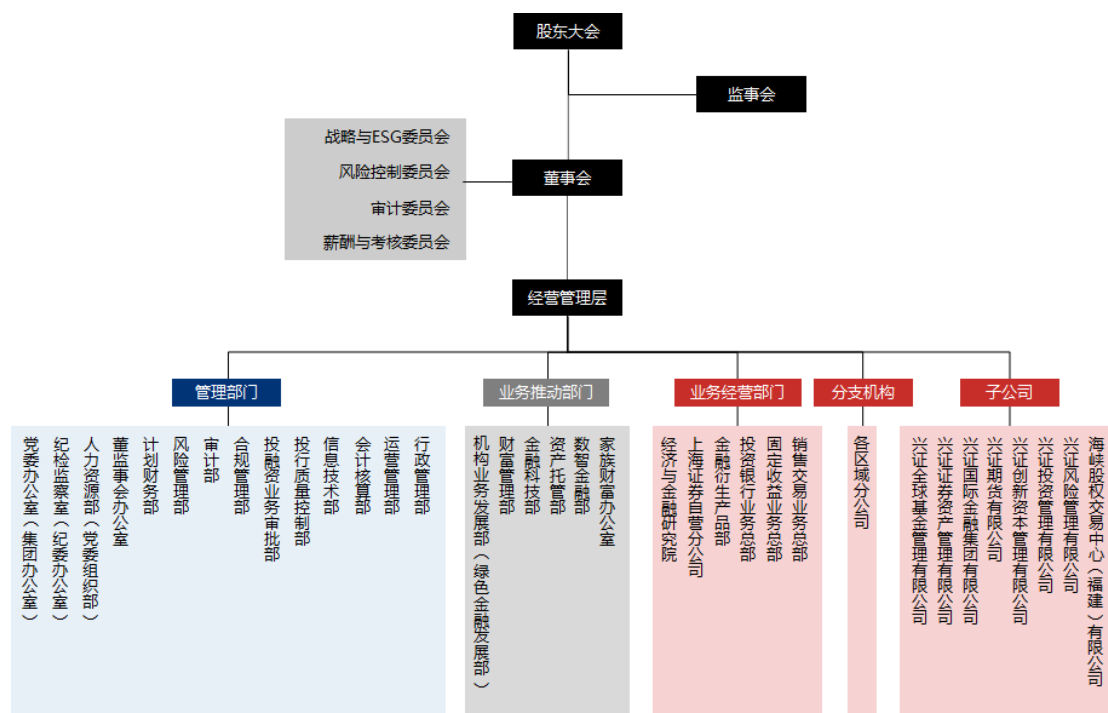 股东大会
监事会
战略与ESG委员会
风险控制委员会
审计委员会
薪酬与考核委员会
董事会
经营管理层
管理部门
业务推动部门
业务经营部门
分支机构
子公司
党委办公室（集团办公室）
纪检监察室（纪委办公室）
人力资源部（党委组织部）
董监事会办公室
计划财务部
风险管理部
审计部
合规管理部
投融资业务审批部
投行质量控制部
信息技术部
会计核算部
运营管理部
行政管理部
机构业务发展部（绿色金融发展部）
财富管理部
金融科技部
资产托管部
数智金融部
家族财富办公室
经济与金融研究院
上海证券自营分公司
金融衍生产品部
投资银行业务总部
固定收益业务总部
销售交易业务总部
各区域分公司
兴证全球基金管理有限公司
兴证证券资产管理有限公司
兴证国际金融集团有限公司
兴证期货有限公司
兴证创新资本管理有限公司
兴证投资管理有限公司
兴证风险管理有限公司
海峡股权交易中心（福建）有限公司